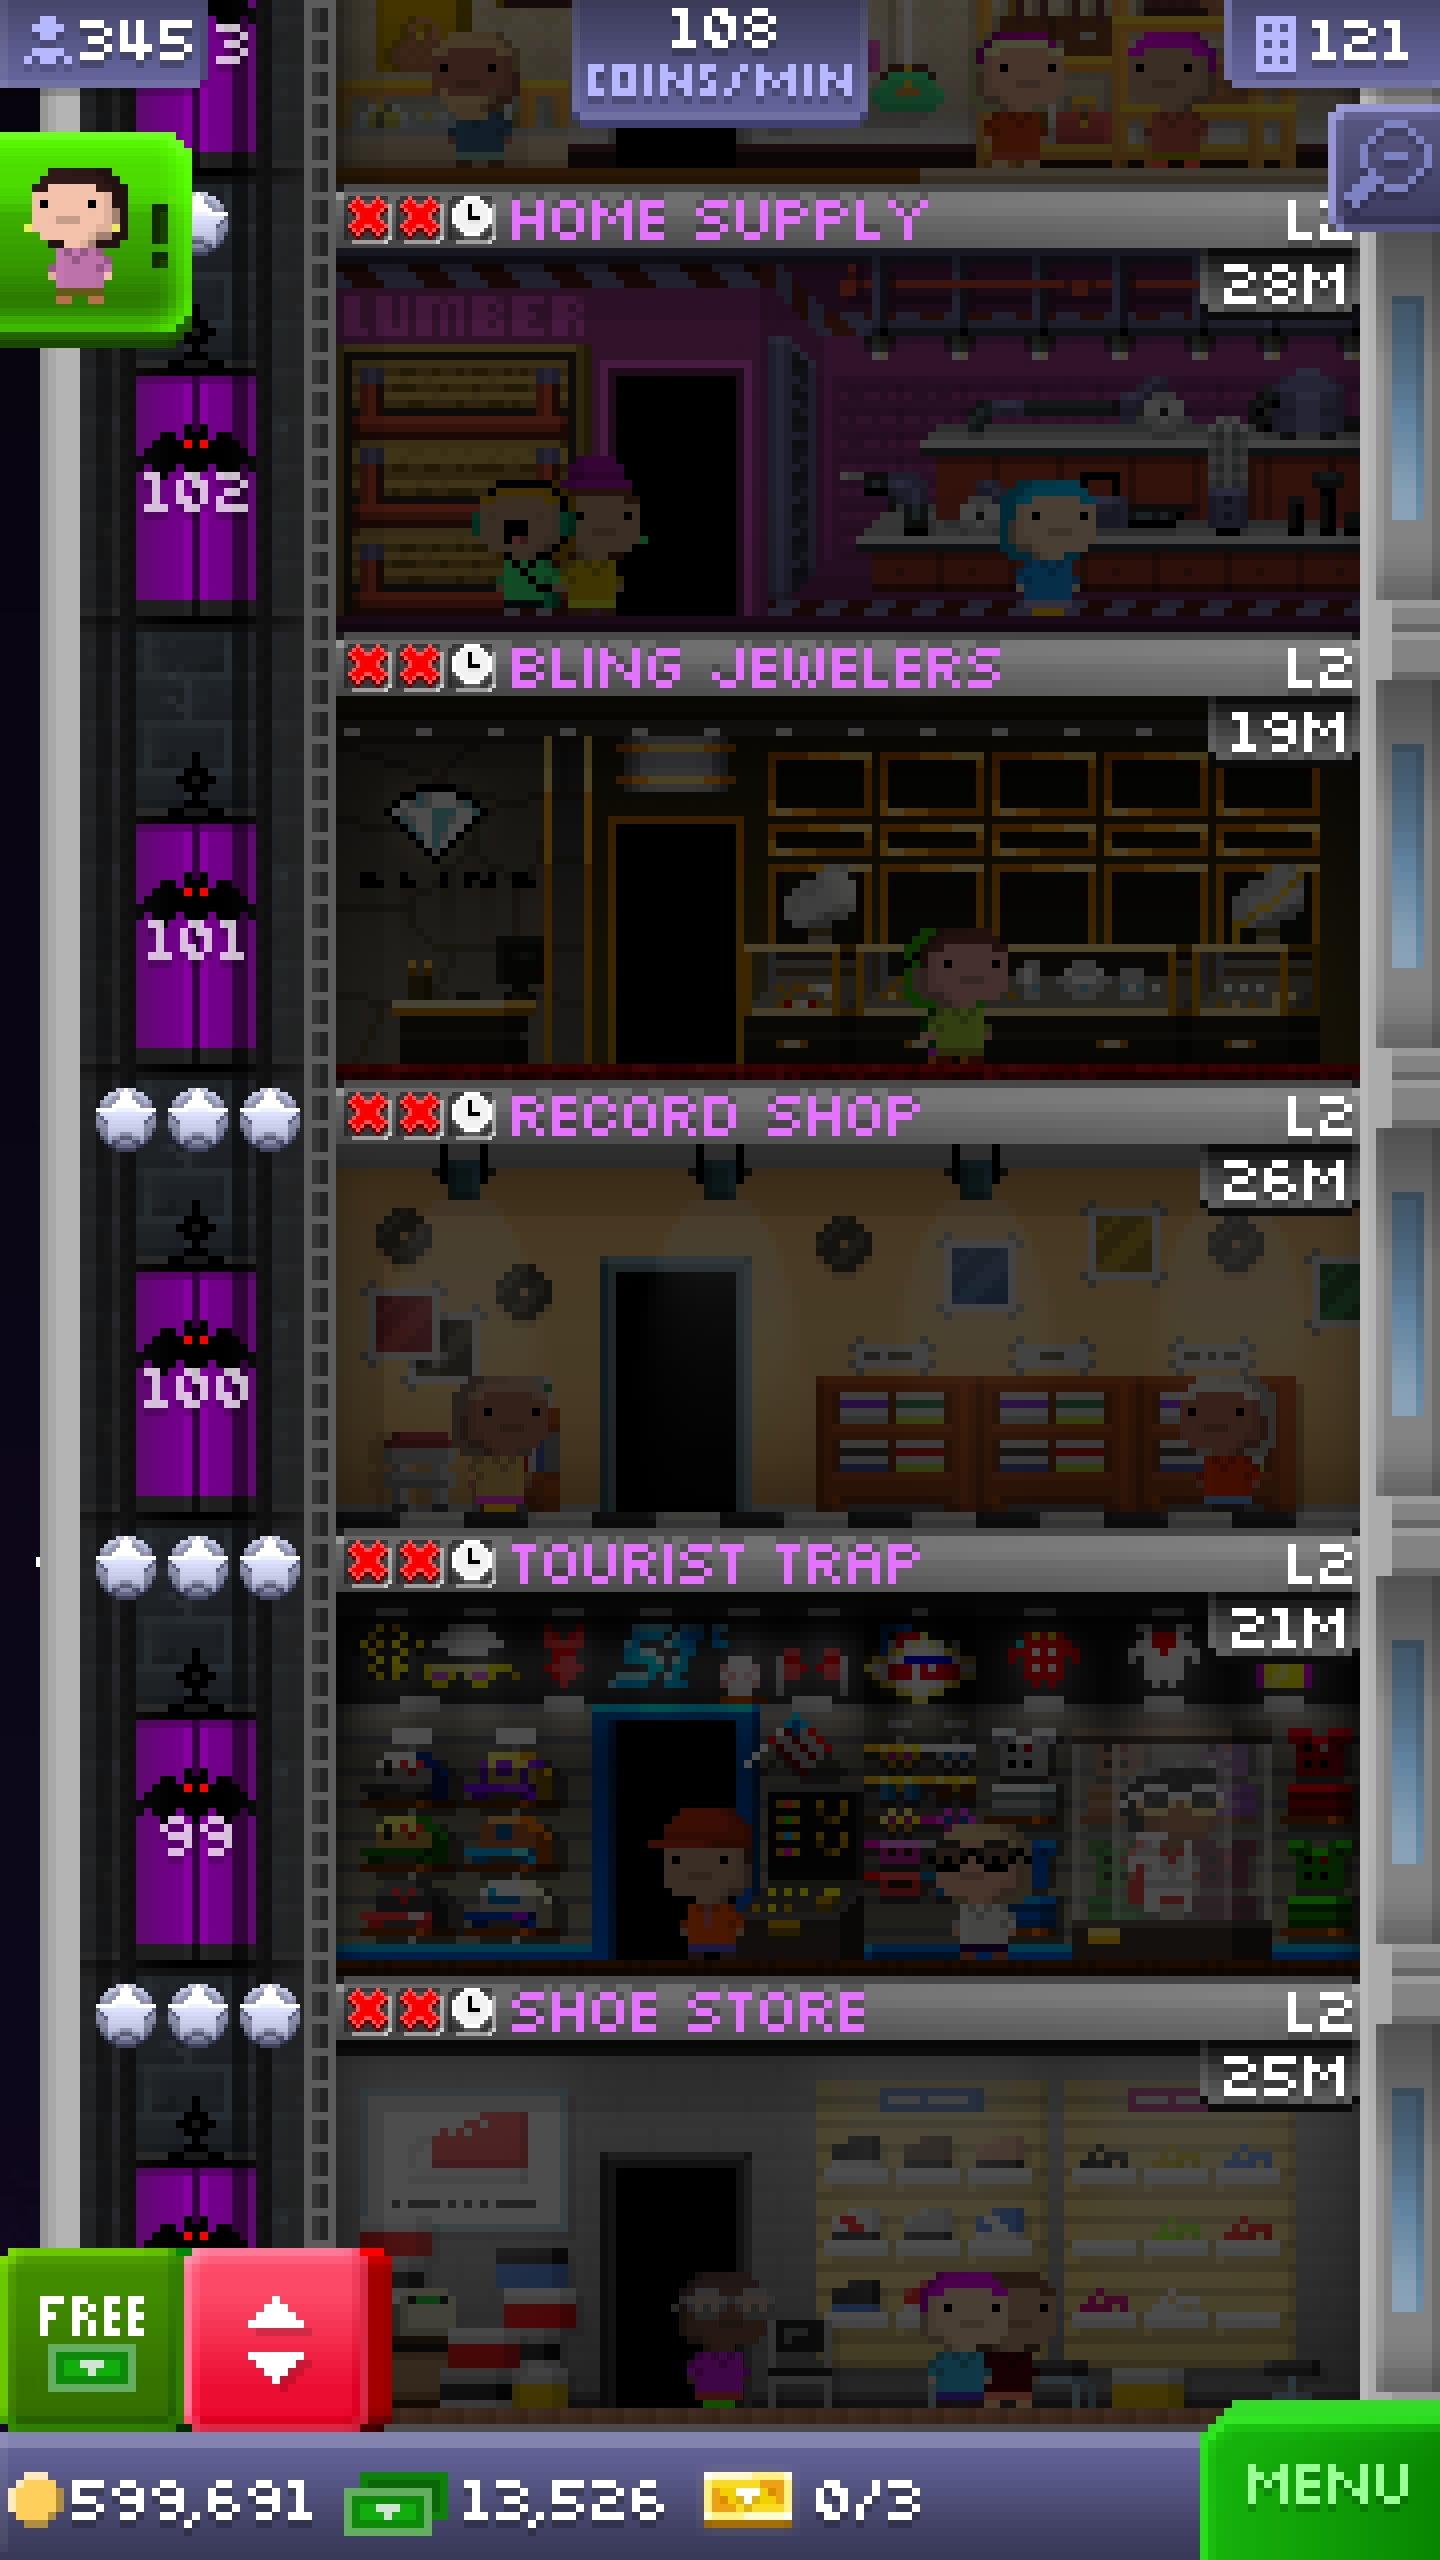 345
3
108
COINS/MIN
121
!
HOME SUPPLY
28M
LUMBER
102
BLING JEWELERS L2
19M
BLING
101
RECORD SHOP L2
26M
100
TOURIST TRAP L2
21M
99
SHOE STORE L2
25M
FREE
599,691 13,526 0/3
MENU